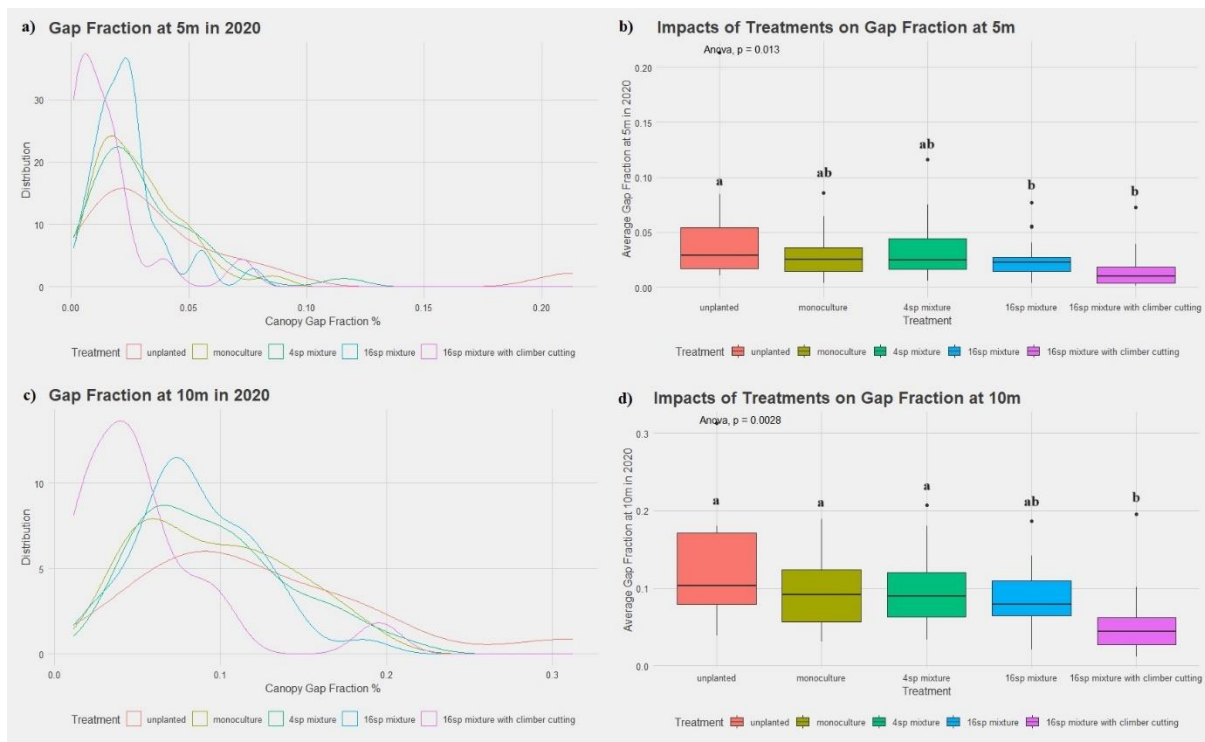 a) Gap Fraction at 5m in 2020
Distribution
30
20
10
0
0.00 0.05 0.10 0.15 0.20
Canopy Gap Fraction %
Treatment unplanted monoculture 4sp mixture 16sp mixture 16sp mixture with climber cutting
b) Impacts of Treatments on Gap Fraction at 5m
Anova, p = 0.013
Average Gap Fraction at 5m in 2020
0.20
0.15
0.10
0.05
0.00
a ab ab b b
unplanted monoculture 4sp mixture 16sp mixture 16sp mixture with climber cutting
Treatment
Treatment unplanted monoculture 4sp mixture 16sp mixture 16sp mixture with climber cutting
c) Gap Fraction at 10m in 2020
Distribution
10
5
0
0.0 0.1 0.2 0.3
Canopy Gap Fraction %
Treatment unplanted monoculture 4sp mixture 16sp mixture 16sp mixture with climber cutting
d) Impacts of Treatments on Gap Fraction at 10m
Anova, p = 0.0028
Average Gap Fraction at 10m in 2020
0.3
0.2
0.1
0.0
a a a ab b
unplanted monoculture 4sp mixture 16sp mixture 16sp mixture with climber cutting
Treatment
Treatment unplanted monoculture 4sp mixture 16sp mixture 16sp mixture with climber cutting